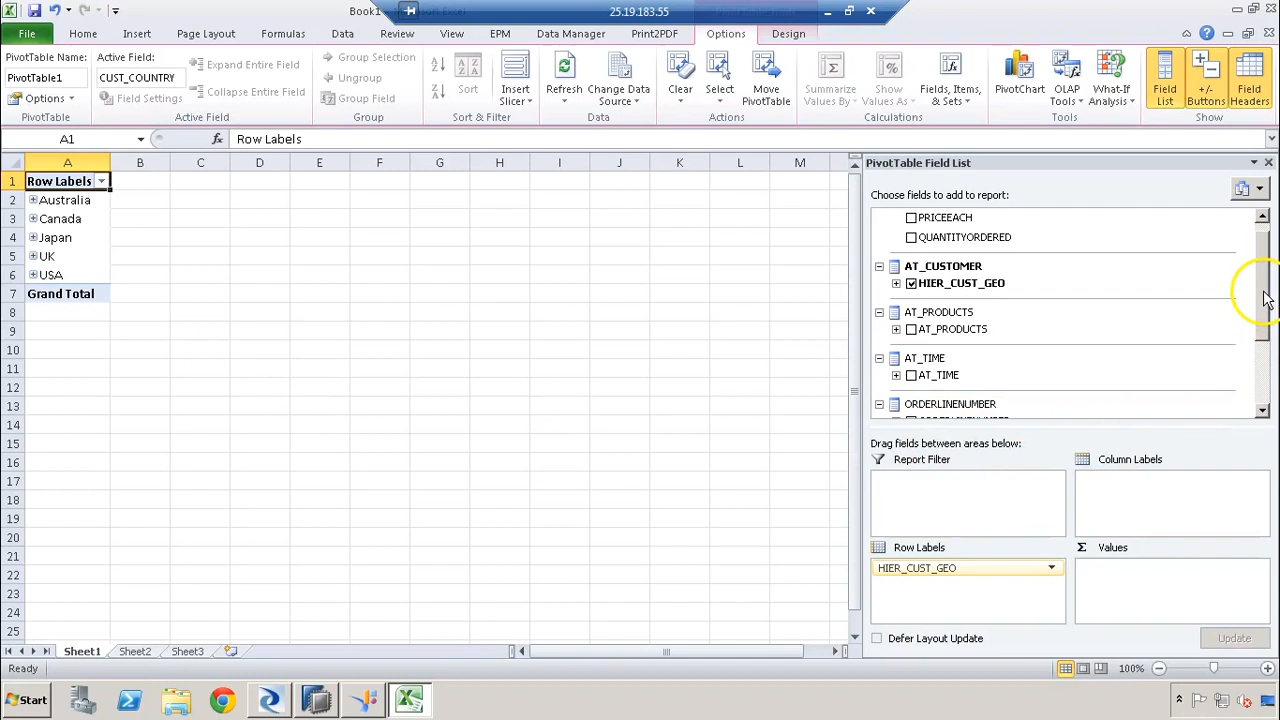 Book1
25.19.183.55
File Home Insert Page Layout Formulas Data Review View EPM Data Manager Print2PDF Options Design
PivotTable Name: Active Field:
PivotTable1 CUST_COUNTRY
Options Field Settings
Expand Entire Field
Collapse Entire Field
Group Selection
Ungroup
Group Field
Sort
Insert Slicer
Refresh
Change Data Source
Clear
Select
Move PivotTable
Summarize Values By
Show Values As
Fields, Items, & Sets
PivotChart
OLAP Tools
What-If Analysis
Field List
+/- Buttons
Field Headers
PivotTable Active Field Group Sort & Filter Data Actions Calculations Tools Show
A1 fx Row Labels
A B C D E F G H I J K L M
1 Row Labels
2 Australia
3 Canada
4 Japan
5 UK
6 USA
7 Grand Total
8
9
10
11
12
13
14
15
16
17
18
19
20
21
22
23
24
25
PivotTable Field List
Choose fields to add to report:
PRICEEACH
QUANTITYORDERED
AT_CUSTOMER
HIER_CUST_GEO
AT_PRODUCTS
AT_PRODUCTS
AT_TIME
AT_TIME
ORDERLINENUMBER
Drag fields between areas below:
Report Filter Column Labels
Row Labels Σ Values
HIER_CUST_GEO
Defer Layout Update Update
Sheet1 Sheet2 Sheet3
Ready 100%
Start